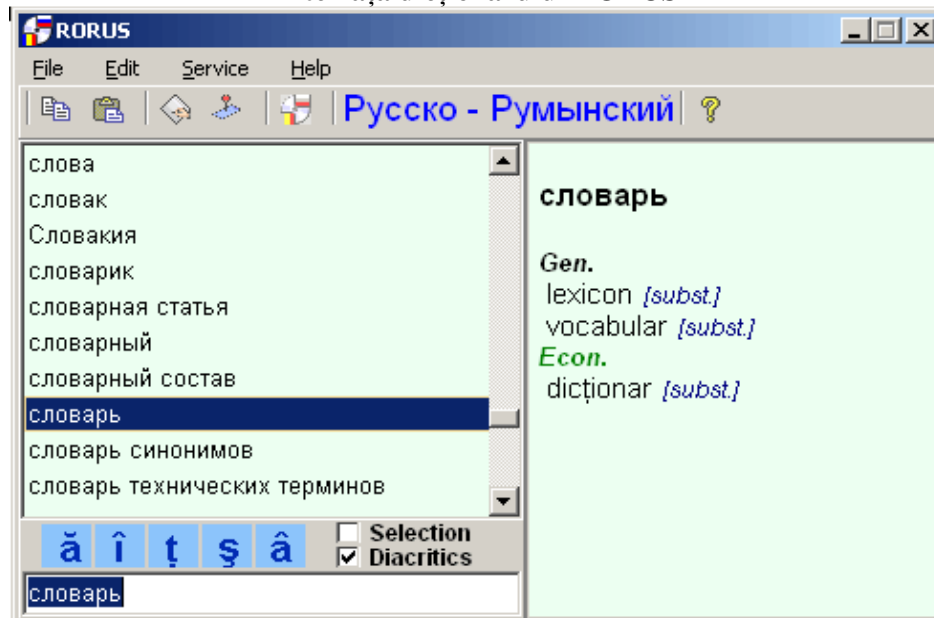 RORUS
File Edit Service Help
Русско - Румынский
слова
словак
Словакия
словарик
словарная статья
словарный
словарный состав
словарь
словарь синонимов
словарь технических терминов
ă î ț ş â
Selection
Diacritics
словарь
словарь
Gen.
lexicon [subst.]
vocabular [subst.]
Econ.
dicționar [subst.]